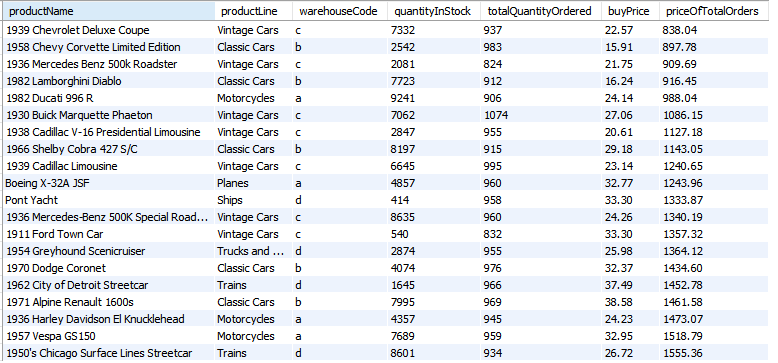 productName productLine warehouseCode quantityInStock totalQuantityOrdered buyPrice priceOfTotalOrders
1939 Chevrolet Deluxe Coupe Vintage Cars c 7332 937 22.57 838.04
1958 Chevy Corvette Limited Edition Classic Cars b 2542 983 15.91 897.78
1936 Mercedes Benz 500k Roadster Vintage Cars c 2081 824 21.75 909.69
1982 Lamborghini Diablo Classic Cars b 7723 912 16.24 916.45
1982 Ducati 996 R Motorcycles a 9241 906 24.14 988.04
1930 Buick Marquette Phaeton Vintage Cars c 7062 1074 27.06 1086.15
1938 Cadillac V-16 Presidential Limousine Vintage Cars c 2847 955 20.61 1127.18
1966 Shelby Cobra 427 S/C Classic Cars b 8197 915 29.18 1143.05
1939 Cadillac Limousine Vintage Cars c 6645 995 23.14 1240.65
Boeing X-32A JSF Planes a 4857 960 32.77 1243.96
Pont Yacht Ships d 414 958 33.30 1333.87
1936 Mercedes-Benz 500K Special Road... Vintage Cars c 8635 960 24.26 1340.19
1911 Ford Town Car Vintage Cars c 540 832 33.30 1357.32
1954 Greyhound Scenicruiser Trucks and ... d 2874 955 25.98 1364.12
1970 Dodge Coronet Classic Cars b 4074 976 32.37 1434.60
1962 City of Detroit Streetcar Trains d 1645 966 37.49 1452.78
1971 Alpine Renault 1600s Classic Cars b 7995 969 38.58 1461.58
1936 Harley Davidson El Knucklehead Motorcycles a 4357 945 24.23 1473.07
1957 Vespa GS150 Motorcycles a 7689 959 32.95 1518.79
1950's Chicago Surface Lines Streetcar Trains d 8601 934 26.72 1555.36